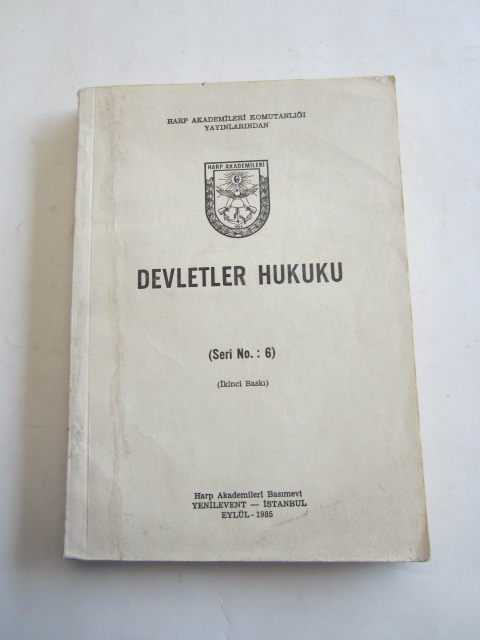 HARP AKADEMİLERİ KOMUTANLIĞI
YAYINLARINDAN
HARP AKADEMİLERİ
DEVLETLER HUKUKU
(Seri No. : 6)
(İkinci Baskı)
Harp Akademileri Basımevi
YENİLEVENT — İSTANBUL
EYLÜL - 1985